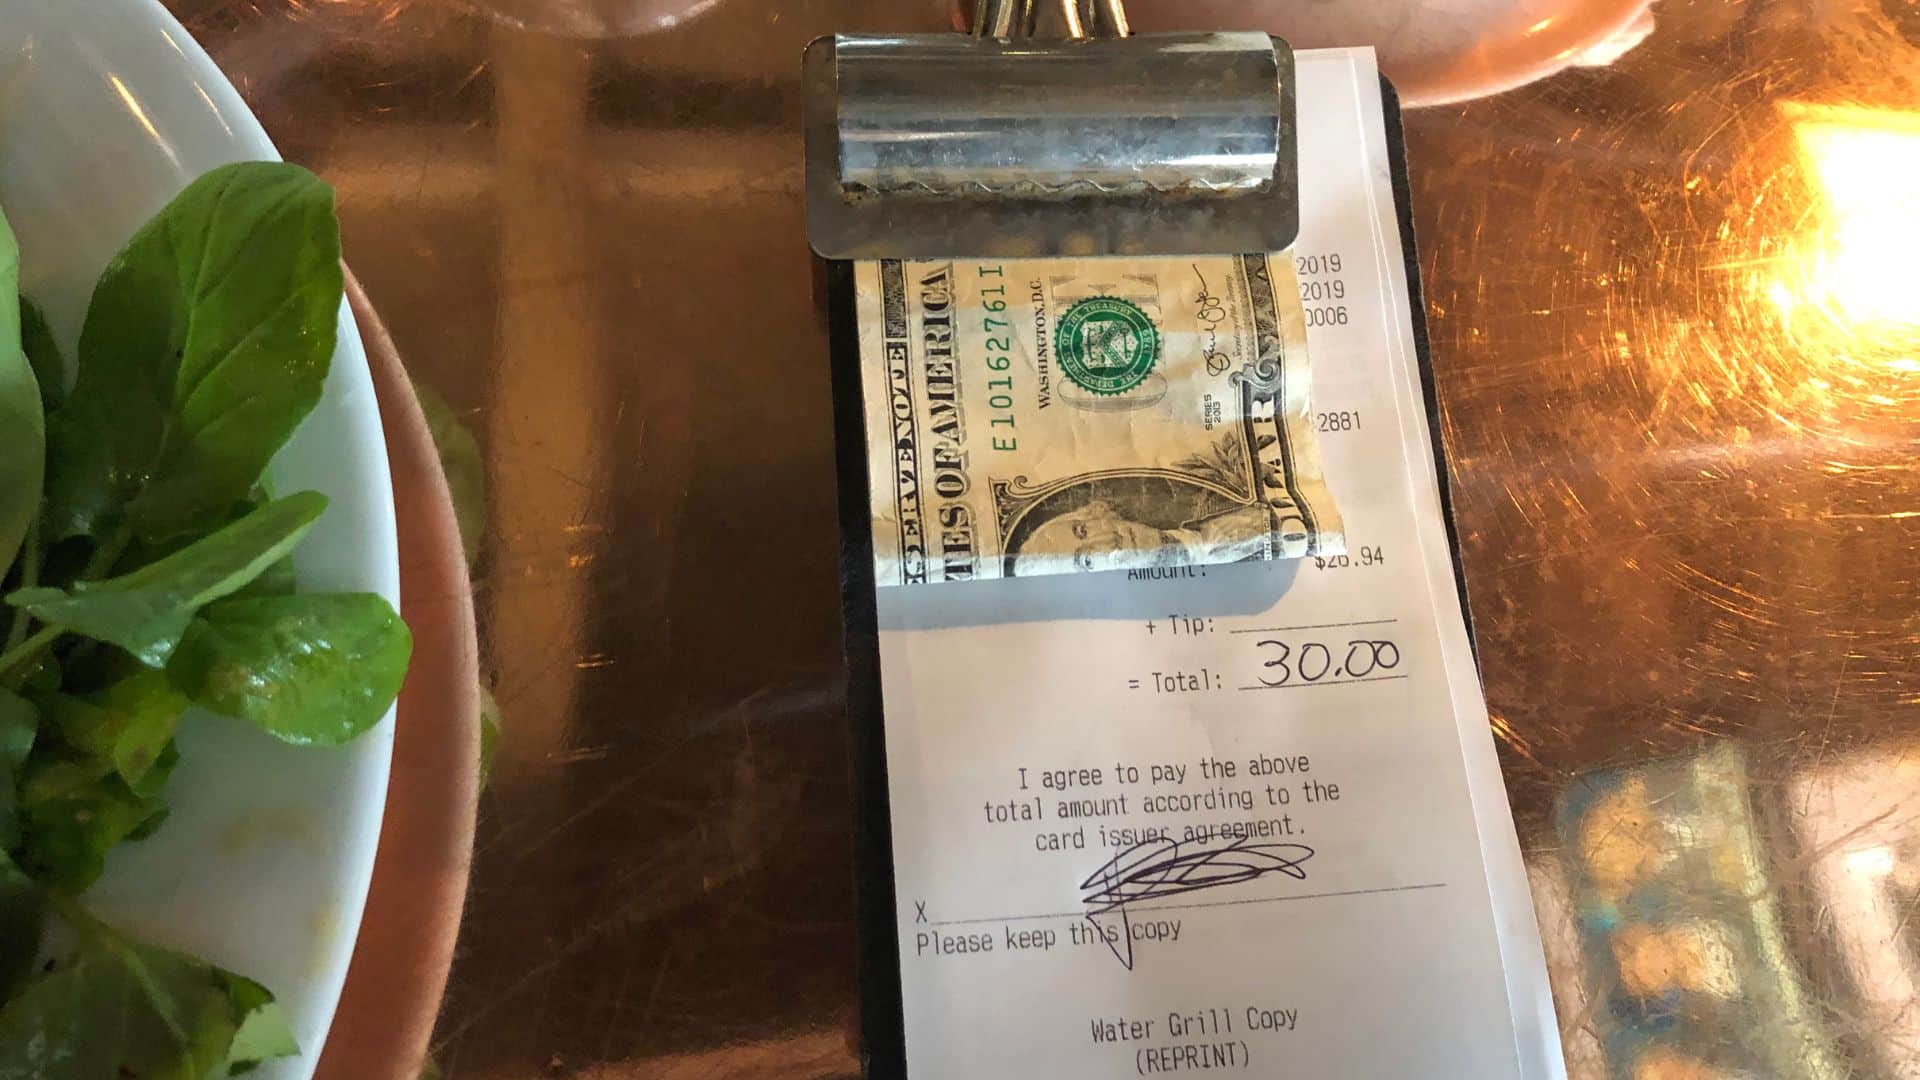 2019
2019
0006
2881
WASHINGTON, D.C.
E10162761I
TES OF AMERICA
SERIES
2013
Amount: $26.94
+ Tip:
= Total: 30.00
I agree to pay the above
total amount according to the
card issuer agreement.
X
Please keep this copy
Water Grill Copy
(REPRINT)